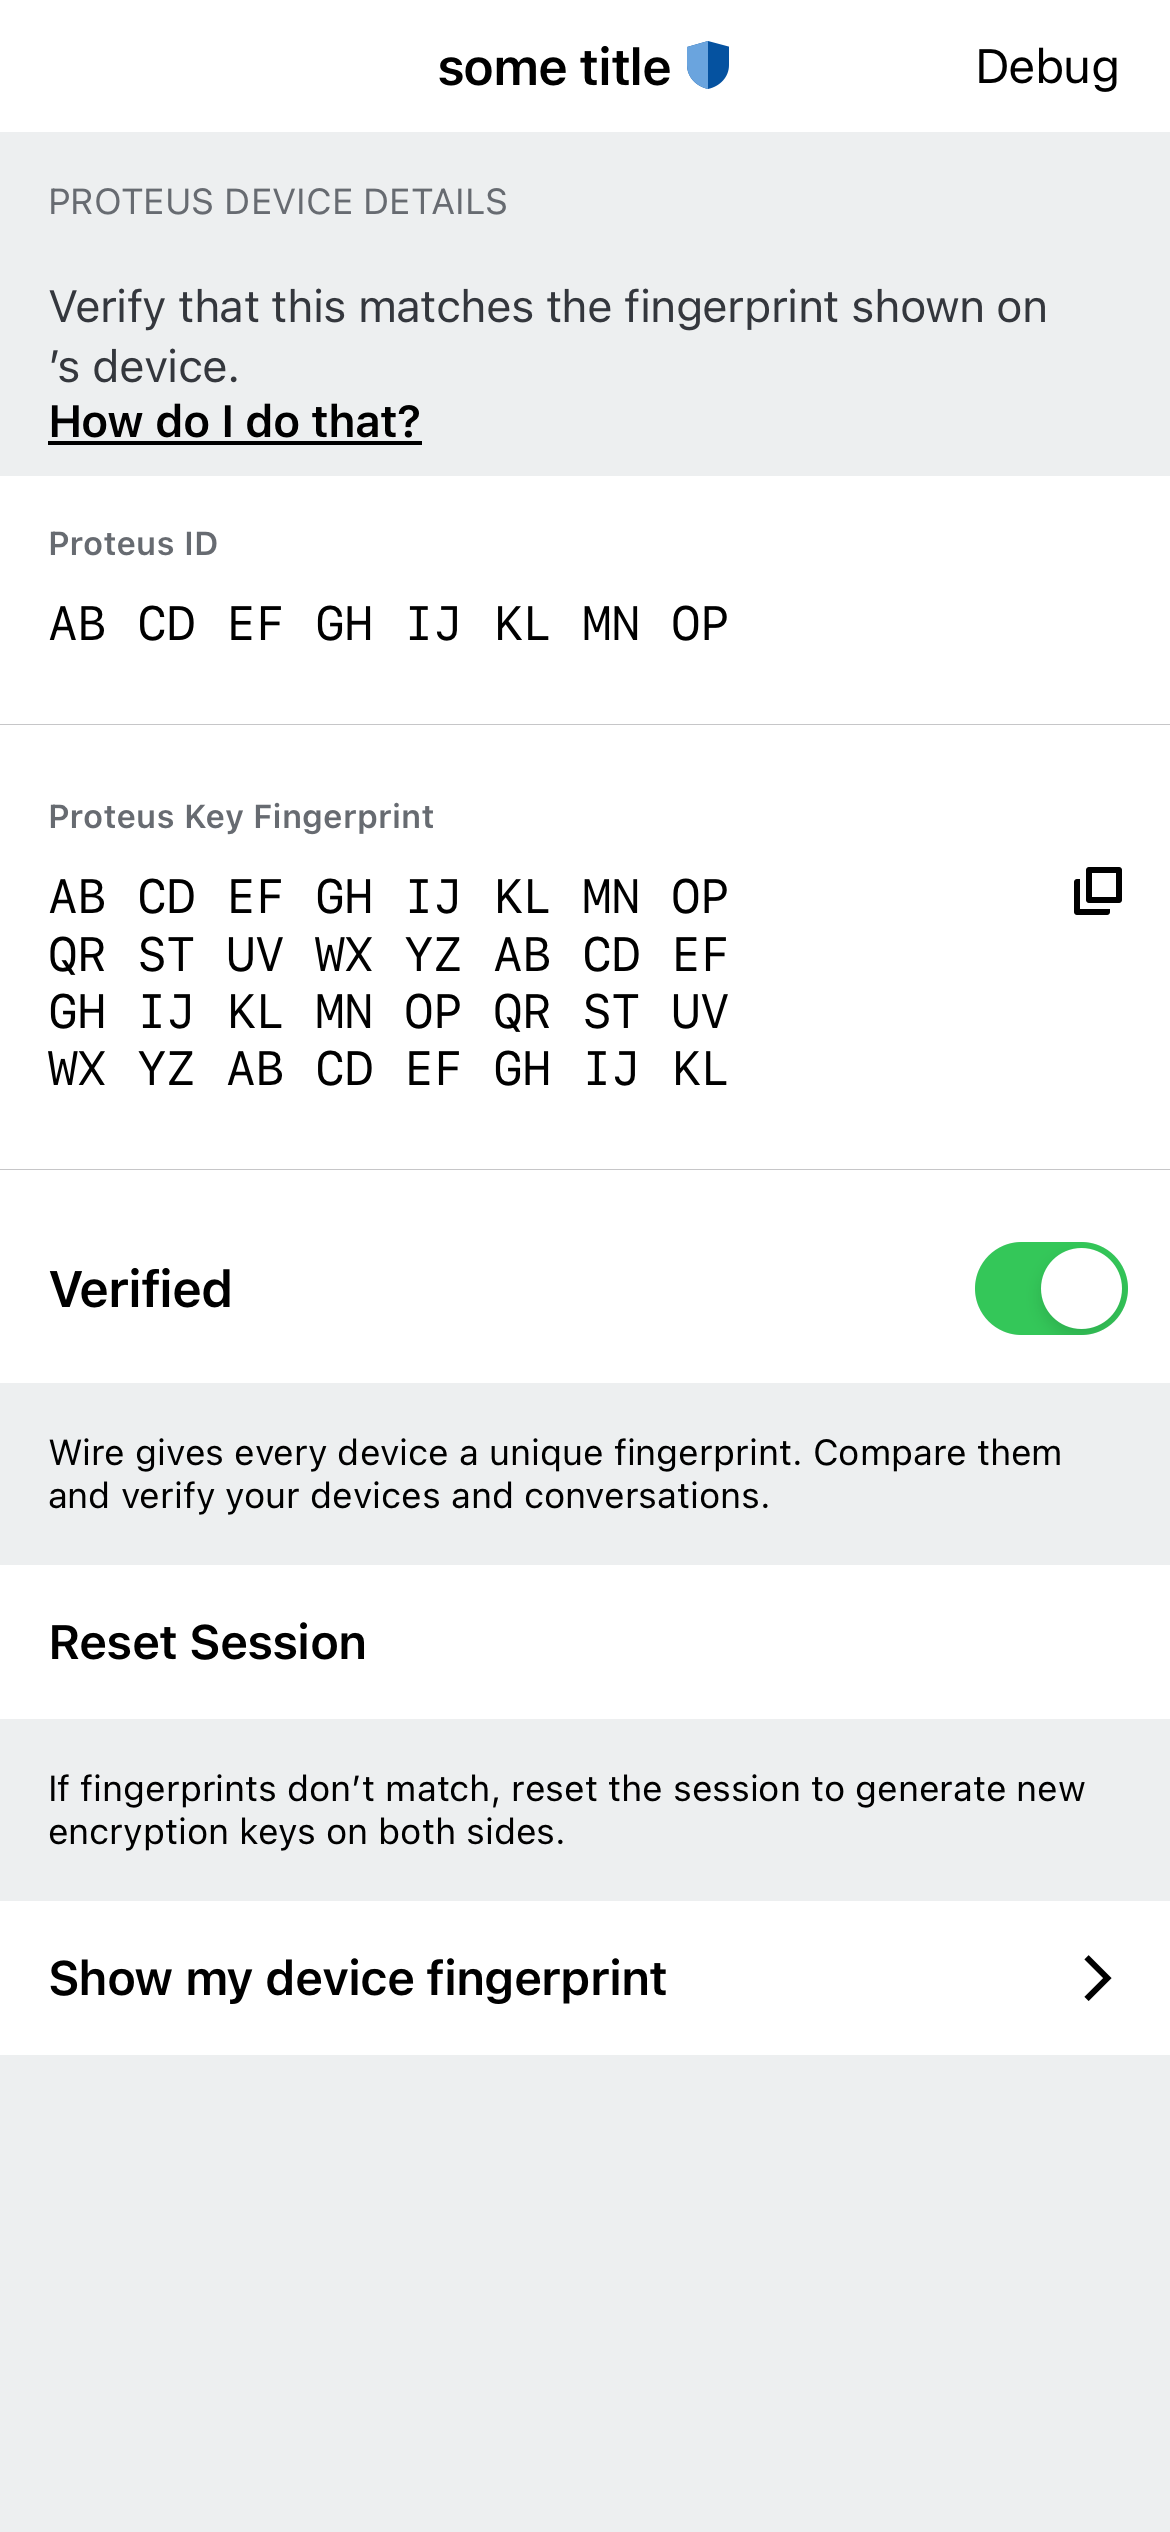 some title
Debug
PROTEUS DEVICE DETAILS
Verify that this matches the fingerprint shown on
’s device.
How do I do that?
Proteus ID
AB CD EF GH IJ KL MN OP
Proteus Key Fingerprint
AB CD EF GH IJ KL MN OP
QR ST UV WX YZ AB CD EF
GH IJ KL MN OP QR ST UV
WX YZ AB CD EF GH IJ KL
Verified
Wire gives every device a unique fingerprint. Compare them
and verify your devices and conversations.
Reset Session
If fingerprints don’t match, reset the session to generate new
encryption keys on both sides.
Show my device fingerprint